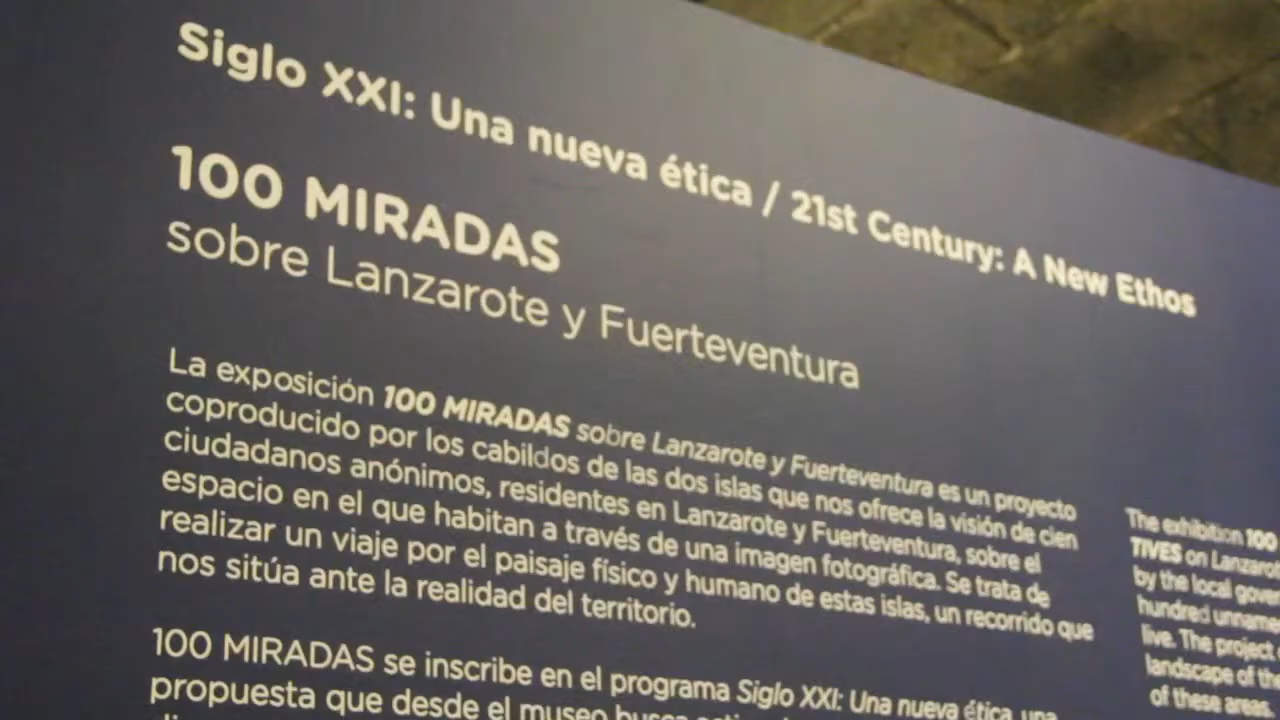 Siglo XXI: Una nueva ética / 21st Century: A New Ethos
100 MIRADAS
sobre Lanzarote y Fuerteventura
La exposición 100 MIRADAS sobre Lanzarote y Fuerteventura es un proyecto
coproducido por los cabildos de las dos islas que nos ofrece la visión de cien
ciudadanos anónimos, residentes en Lanzarote y Fuerteventura, sobre el
espacio en el que habitan a través de una imagen fotográfica. Se trata de
realizar un viaje por el paisaje físico y humano de estas islas, un recorrido que
nos sitúa ante la realidad del territorio.
100 MIRADAS se inscribe en el programa Siglo XXI: Una nueva ética, una
propuesta que desde el museo busca
The exhibition 100
TIVES on Lanzarot
by the local gover
hundred unname
live. The project
landscape of the
of these areas.